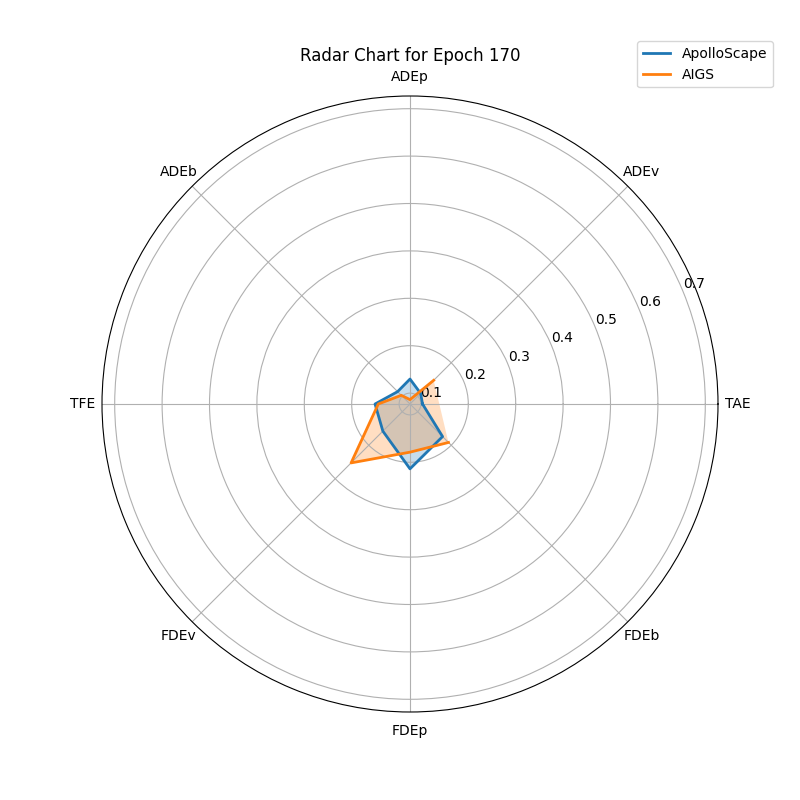 Radar Chart for Epoch 170
ApolloScape
AIGS
ADEp
ADEb
ADEv
0.7
0.6
0.5
0.4
0.3
0.2
0.1
TFE
TAE
FDEv
FDEb
FDEp